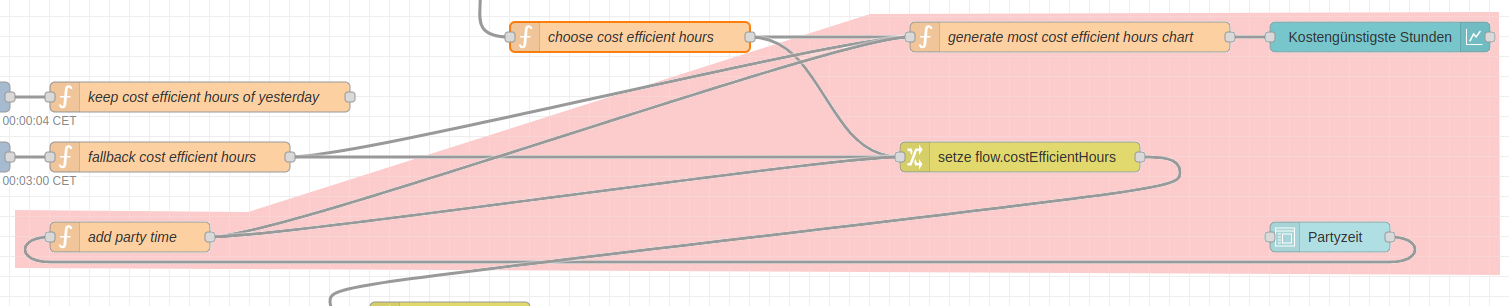 choose cost efficient hours
generate most cost efficient hours chart
Kostengünstigste Stunden
keep cost efficient hours of yesterday
00:00:04 CET
fallback cost efficient hours
setze flow.costEfficientHours
00:03:00 CET
add party time
Partyzeit